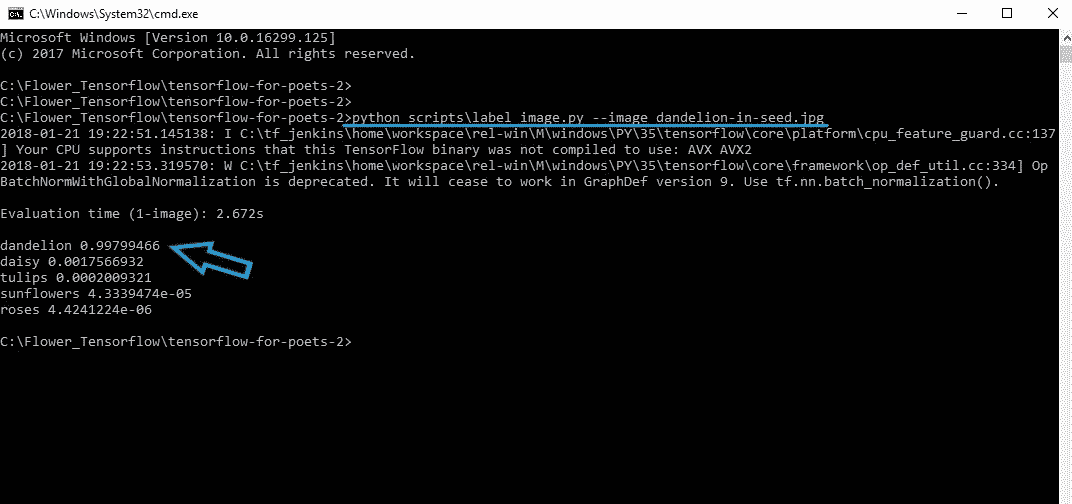 C:\Windows\System32\cmd.exe
Microsoft Windows [Version 10.0.16299.125]
(c) 2017 Microsoft Corporation. All rights reserved.
C:\Flower_Tensorflow\tensorflow-for-poets-2>
C:\Flower_Tensorflow\tensorflow-for-poets-2>
C:\Flower_Tensorflow\tensorflow-for-poets-2>python scripts\label_image.py --image dandelion-in-seed.jpg
2018-01-21 19:22:51.145138: I C:\tf_jenkins\home\workspace\rel-win\M\windows\PY\35\tensorflow\core\platform\cpu_feature_guard.cc:137
] Your CPU supports instructions that this TensorFlow binary was not compiled to use: AVX AVX2
2018-01-21 19:22:53.319570: W C:\tf_jenkins\home\workspace\rel-win\M\windows\PY\35\tensorflow\core\framework\op_def_util.cc:334] Op
BatchNormWithGlobalNormalization is deprecated. It will cease to work in GraphDef version 9. Use tf.nn.batch_normalization().
Evaluation time (1-image): 2.672s
dandelion 0.99799466
daisy 0.0017566932
tulips 0.0002009321
sunflowers 4.3339474e-05
roses 4.4241224e-06
C:\Flower_Tensorflow\tensorflow-for-poets-2>